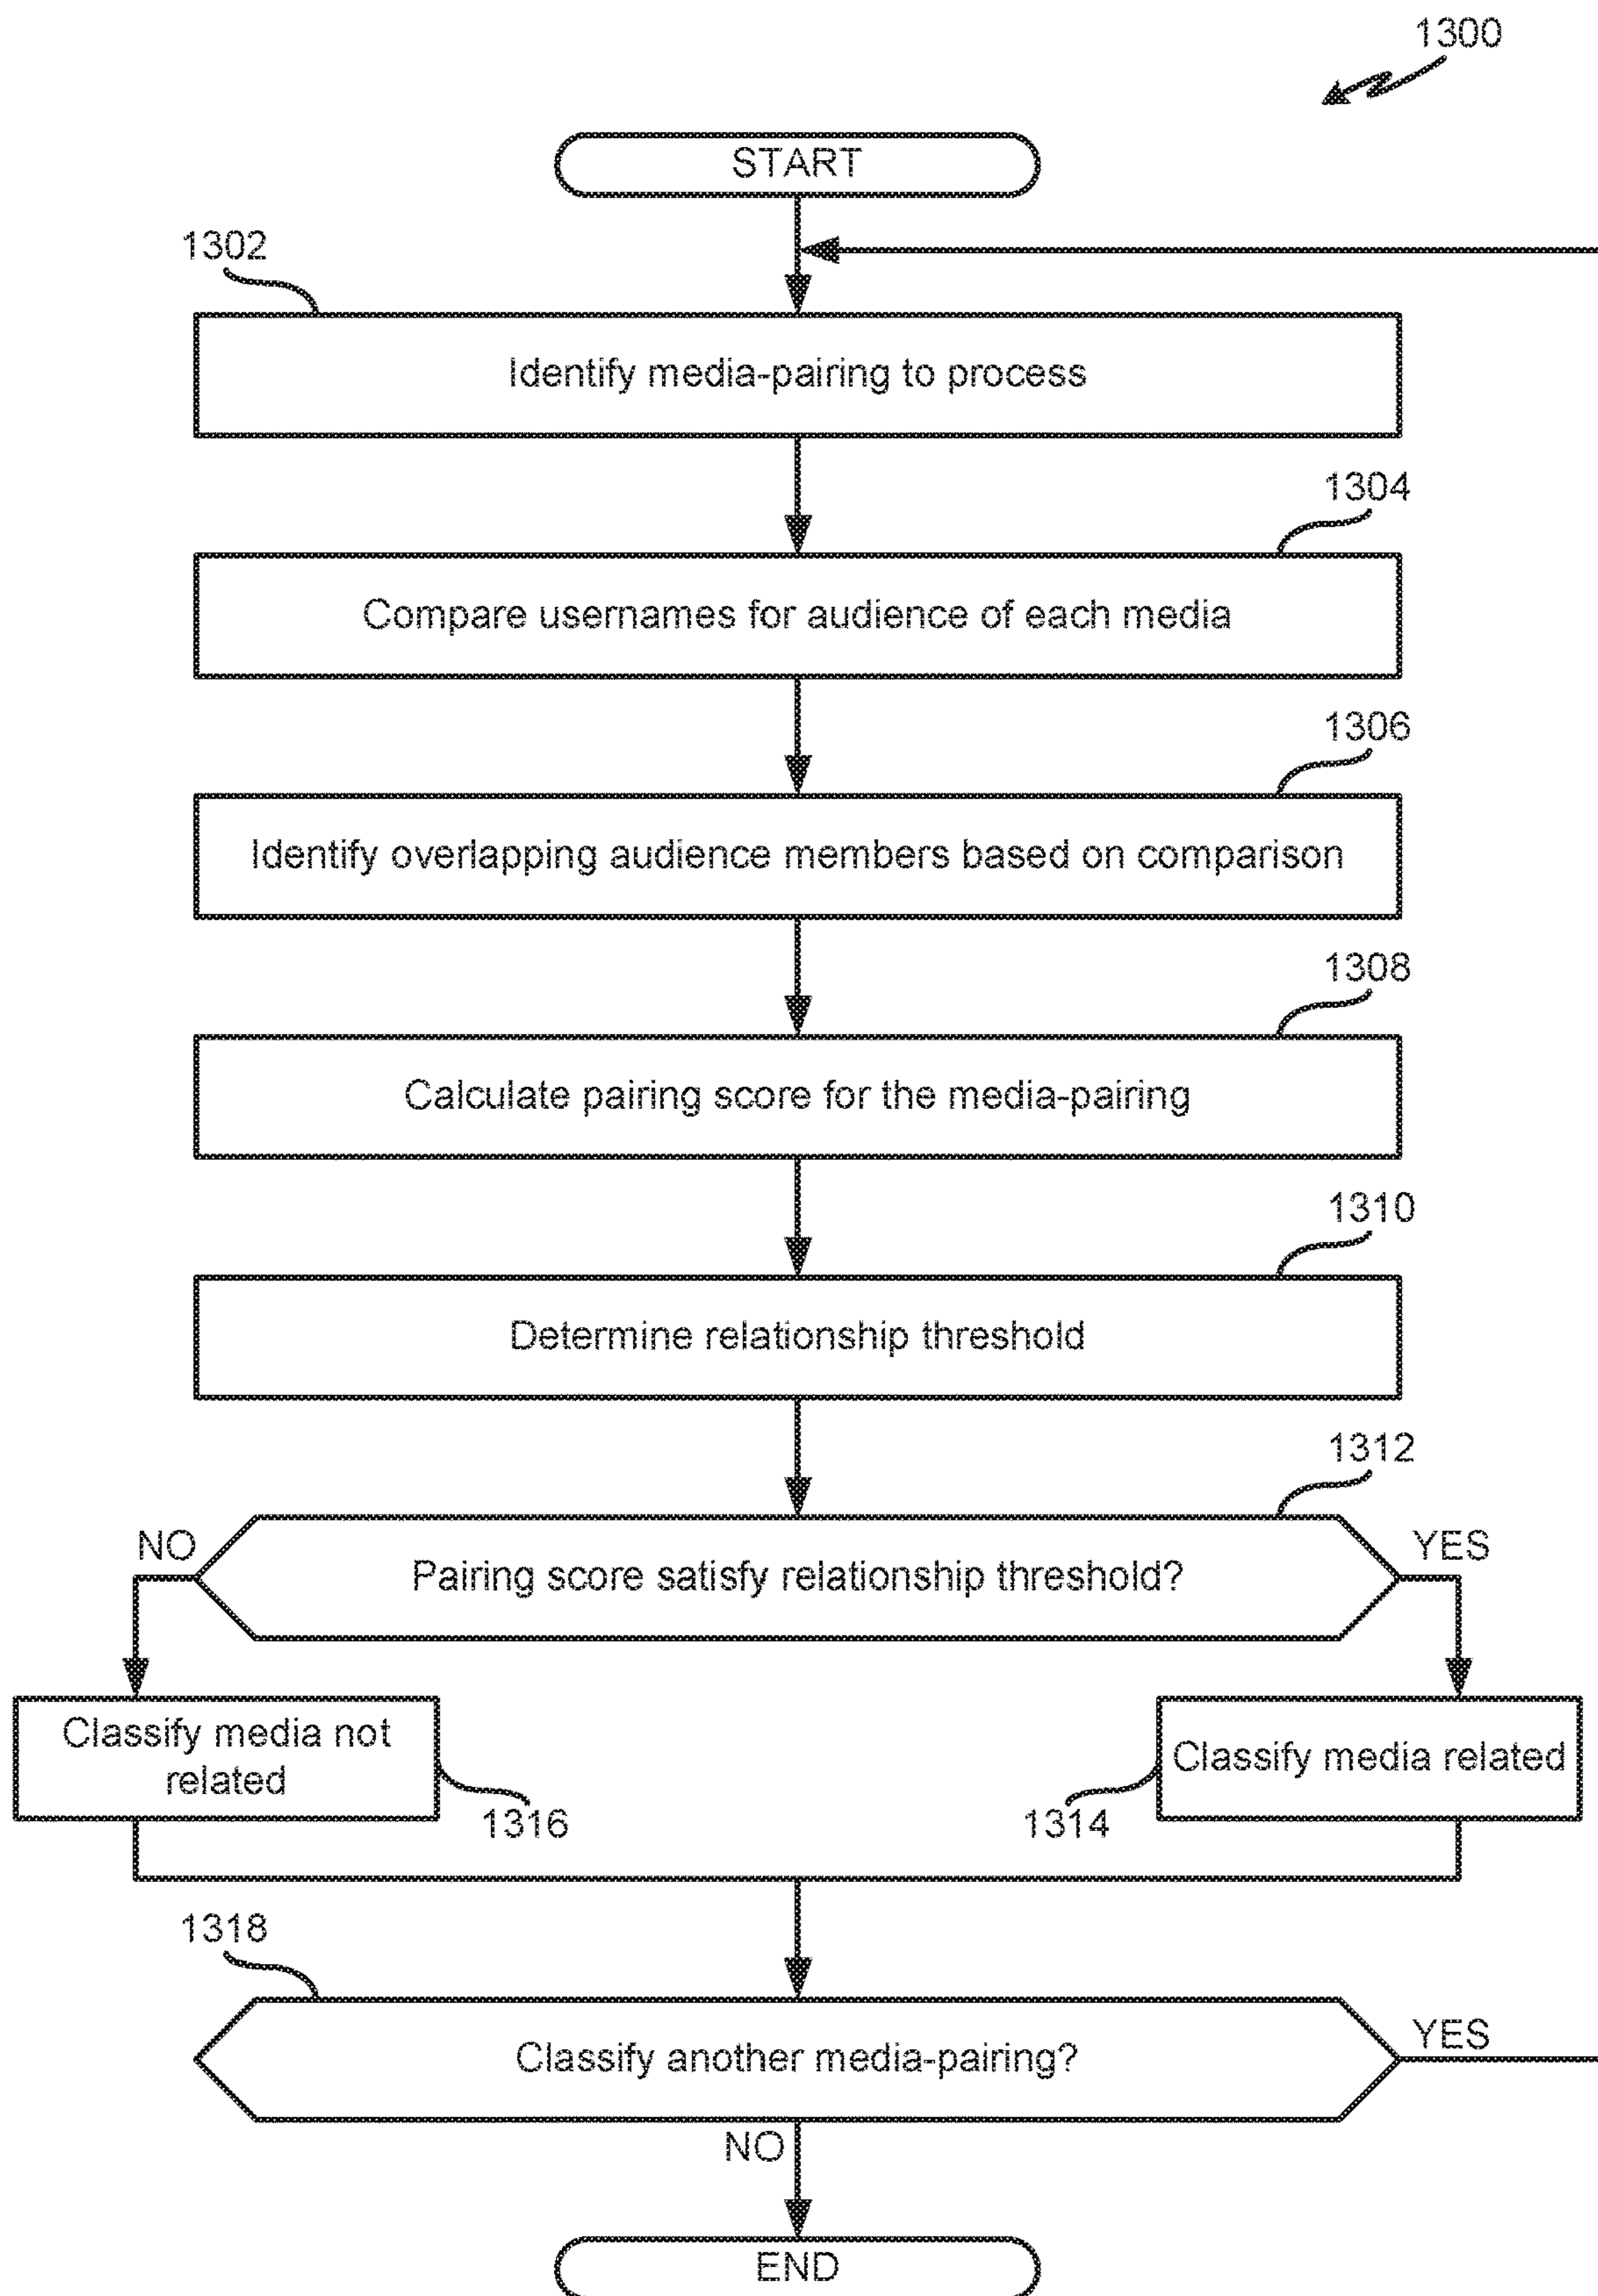 1300
START
1302
Identify media-pairing to process
1304
Compare usernames for audience of each media
1306
Identify overlapping audience members based on comparison
1308
Calculate pairing score for the media-pairing
1310
Determine relationship threshold
1312
NO
Pairing score satisfy relationship threshold?
YES
Classify media not
related
1316
1314
Classify media related
1318
Classify another media-pairing?
YES
NO
END